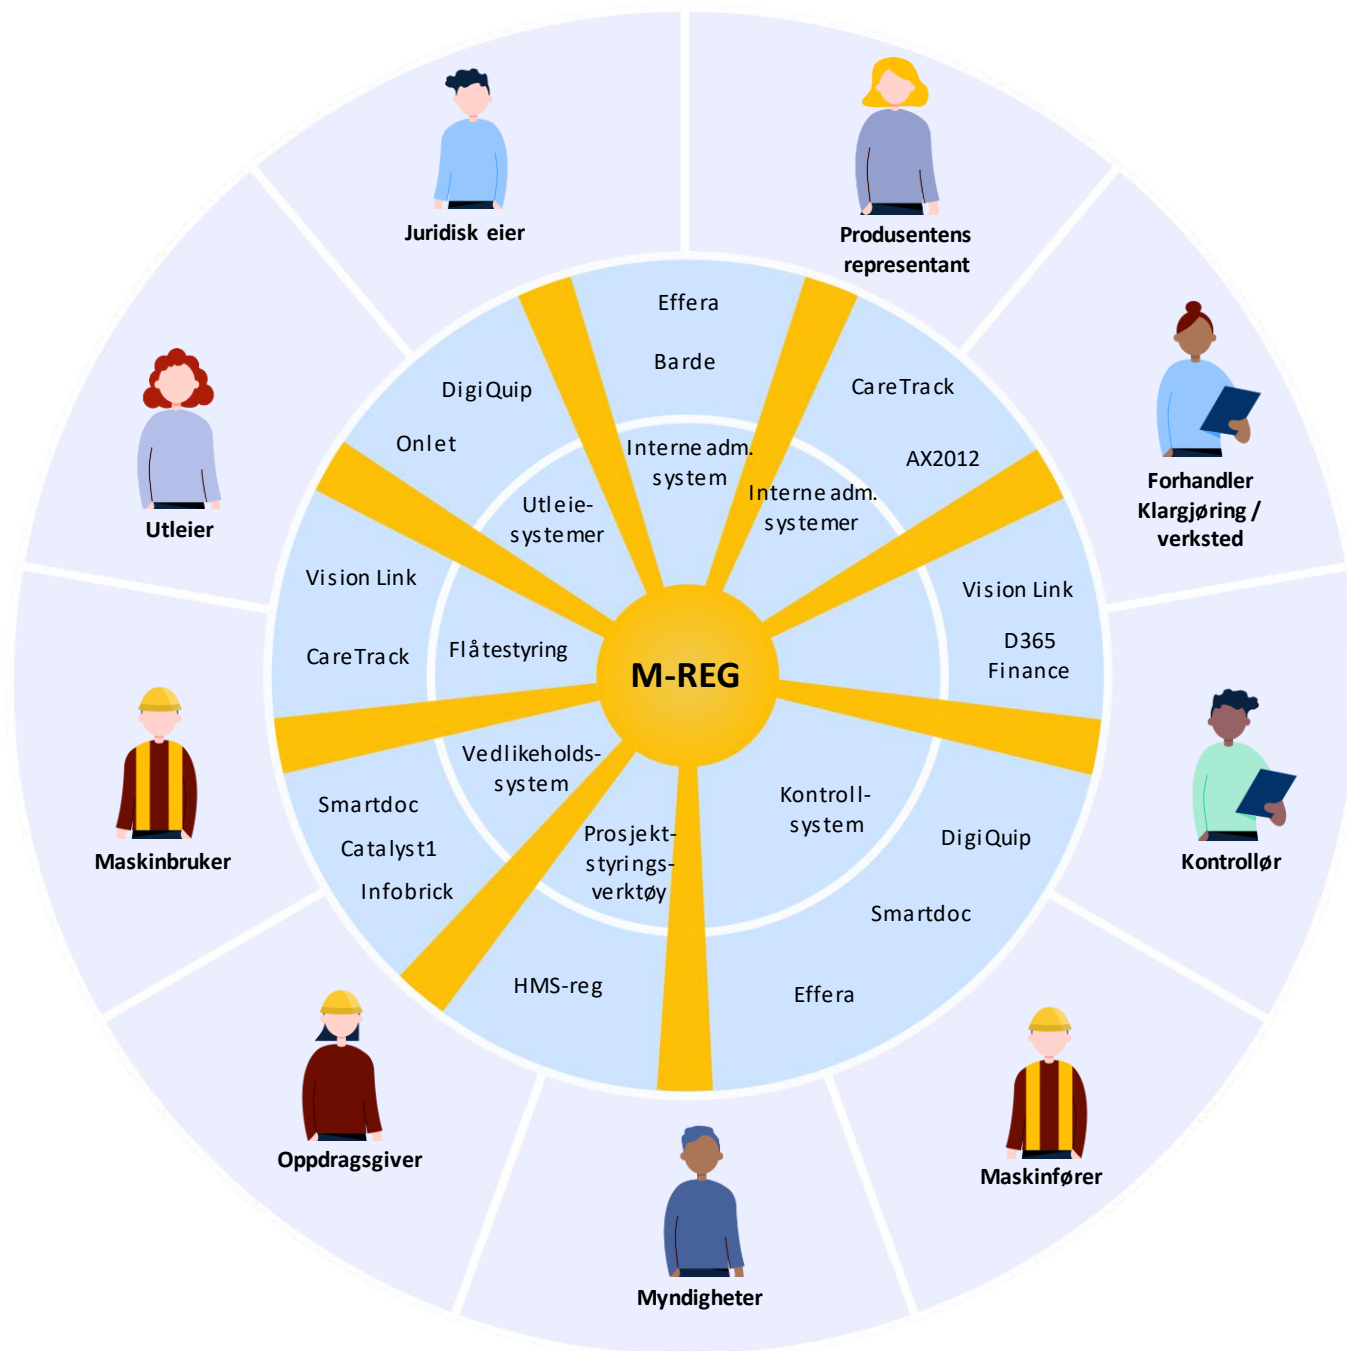 Juridisk eier
Produsentens
representant
Forhandler
Klargjøring /
verksted
Utleier
Kontrollør
Maskinbruker
Maskinfører
Oppdragsgiver
Myndigheter
Effera
Barde
CareTrack
AX2012
DigiQuip
Onlet
Interne adm.
system
Interne adm.
systemer
Utleie-
systemer
Vision Link
CareTrack
Flåtestyring
M-REG
Vision Link
D365
Finance
Vedlikeholds-
system
Smartdoc
Catalyst1
Infobrick
Prosjekt-
styrings-
verktøy
HMS-reg
Kontroll-
system
DigiQuip
Smartdoc
Effera